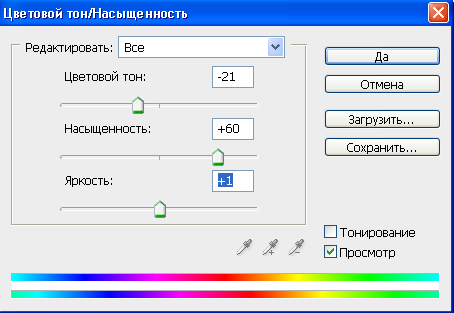 Цветовой тон/Насыщенность
Редактировать: Все
Да
Цветовой тон: -21
Отмена
Насыщенность: +60
Загрузить...
Сохранить...
Яркость: +1
Тонирование
Просмотр